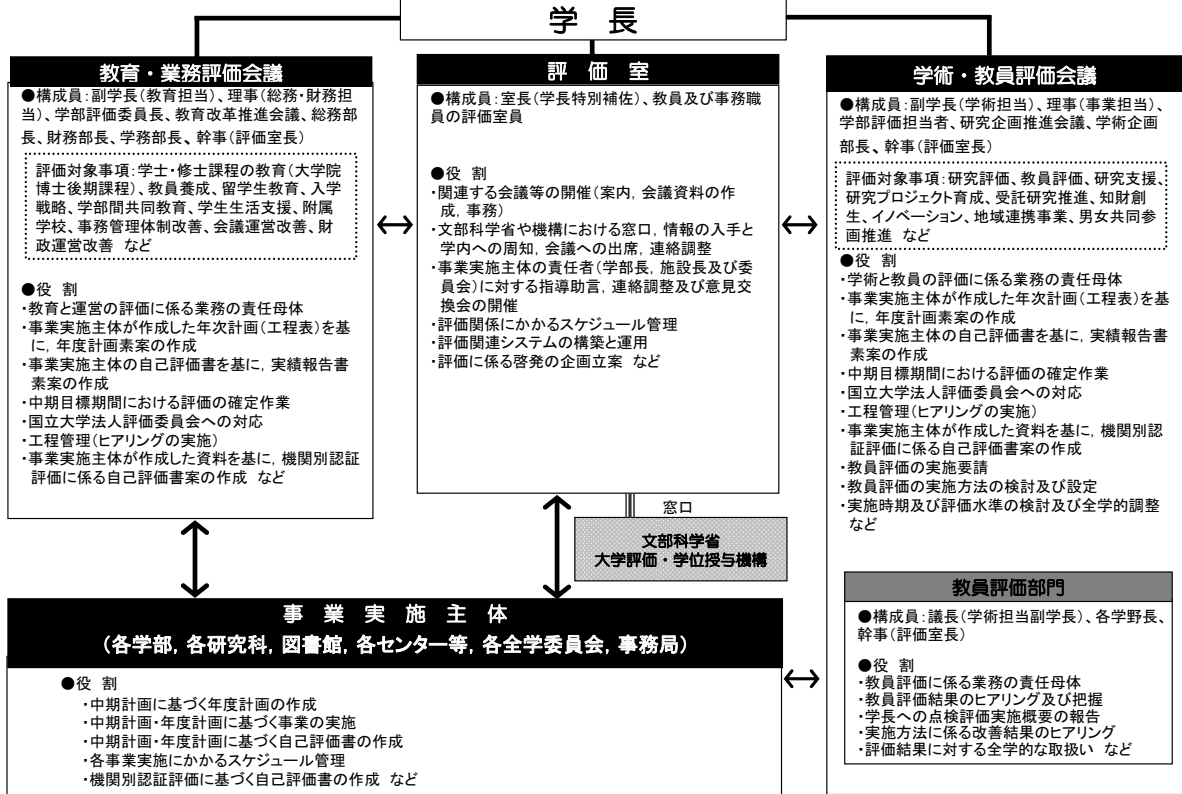 学 長
教育・業務評価会議
●構成員:副学長(教育担当)、理事(総務・財務担
当)、学部評価委員長、教育改革推進会議、総務部
長、財務部長、学務部長、幹事(評価室長)
評価対象事項:学士・修士課程の教育(大学院
博士後期課程)、教員養成、留学生教育、入学
戦略、学部間共同教育、学生生活支援、附属
学校、事務管理体制改善、会議運営改善、財
政運営改善 など
●役 割
・教育と運営の評価に係る業務の責任母体
・事業実施主体が作成した年次計画(工程表)を基
に, 年度計画素案の作成
・事業実施主体の自己評価書を基に, 実績報告書
素案の作成
・中期目標期間における評価の確定作業
・国立大学法人評価委員会への対応
・工程管理(ヒアリングの実施)
・事業実施主体が作成した資料を基に, 機関別認証
評価に係る自己評価書案の作成 など
評 価 室
●構成員:室長(学長特別補佐)、教員及び事務職
員の評価室員
●役 割
・関連する会議等の開催(案内, 会議資料の作
成, 事務)
・文部科学省や機構における窓口, 情報の入手と
学内への周知, 会議への出席, 連絡調整
・事業実施主体の責任者(学部長, 施設長及び委
員会)に対する指導助言, 連絡調整及び意見交
換会の開催
・評価関係にかかるスケジュール管理
・評価関連システムの構築と運用
・評価に係る啓発の企画立案 など
窓口
文部科学省
大学評価・学位授与機構
学術・教員評価会議
●構成員:副学長(学術担当)、理事(事業担当)、
学部評価担当者、研究企画推進会議、学術企画
部長、幹事(評価室長)
評価対象事項:研究評価、教員評価、研究支援、
研究プロジェクト育成、受託研究推進、知財創
生、イノベーション、地域連携事業、男女共同参
画推進 など
●役 割
・学術と教員の評価に係る業務の責任母体
・事業実施主体が作成した年次計画(工程表)を基
に, 年度計画素案の作成
・事業実施主体の自己評価書を基に, 実績報告書
素案の作成
・中期目標期間における評価の確定作業
・国立大学法人評価委員会への対応
・工程管理(ヒアリングの実施)
・事業実施主体が作成した資料を基に, 機関別認
証評価に係る自己評価書案の作成
・教員評価の実施要請
・教員評価の実施方法の検討及び設定
・実施時期及び評価水準の検討及び全学的調整
など
教員評価部門
●構成員:議長(学術担当副学長)、各学野長、
幹事(評価室長)
●役 割
・教員評価に係る業務の責任母体
・教員評価結果のヒアリング及び把握
・学長への点検評価実施概要の報告
・実施方法に係る改善結果のヒアリング
・評価結果に対する全学的な取扱い など
事 業 実 施 主 体
(各学部, 各研究科, 図書館, 各センター等, 各全学委員会, 事務局)
●役 割
・中期計画に基づく年度計画の作成
・中期計画・年度計画に基づく事業の実施
・中期計画・年度計画に基づく自己評価書の作成
・各事業実施にかかるスケジュール管理
・機関別認証評価に基づく自己評価書の作成 など